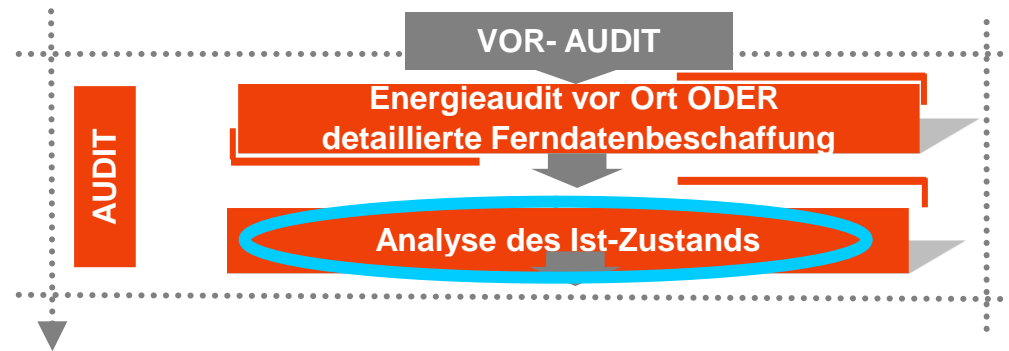 VOR- AUDIT
Energieaudit vor Ort ODER
detaillierte Ferndatenbeschaffung
AUDIT
Analyse des Ist-Zustands